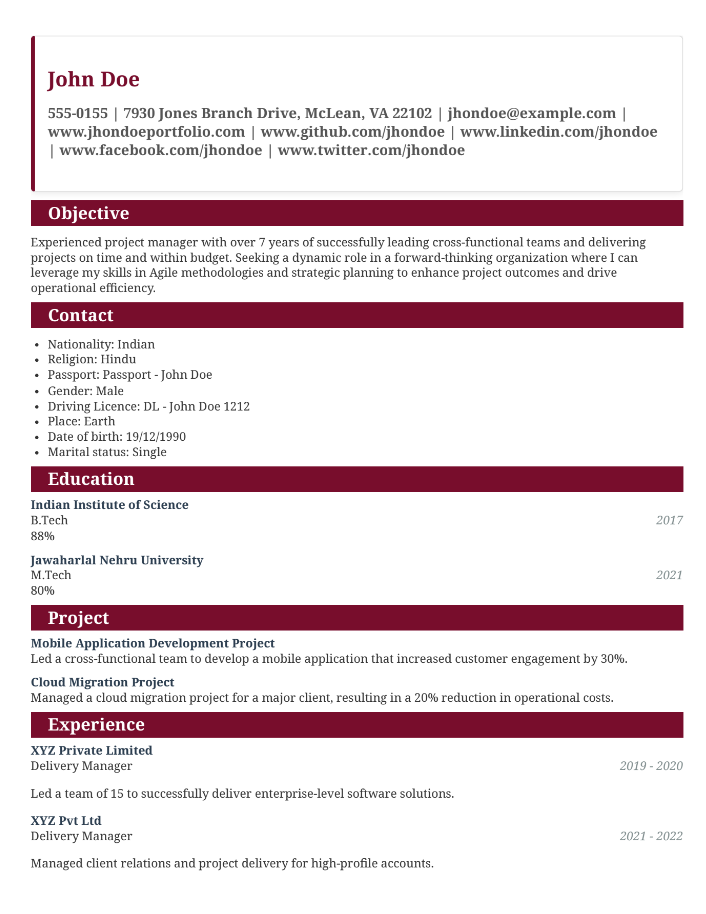 John Doe
555-0155 | 7930 Jones Branch Drive, McLean, VA 22102 | jhondoe@example.com |
www.jhondoeportfolio.com | www.github.com/jhondoe | www.linkedin.com/jhondoe
| www.facebook.com/jhondoe | www.twitter.com/jhondoe
Objective
Experienced project manager with over 7 years of successfully leading cross-functional teams and delivering
projects on time and within budget. Seeking a dynamic role in a forward-thinking organization where I can
leverage my skills in Agile methodologies and strategic planning to enhance project outcomes and drive
operational efficiency.
Contact
• Nationality: Indian
• Religion: Hindu
• Passport: Passport - John Doe
• Gender: Male
• Driving Licence: DL - John Doe 1212
• Place: Earth
• Date of birth: 19/12/1990
• Marital status: Single
Education
Indian Institute of Science
B.Tech 2017
88%
Jawaharlal Nehru University
M.Tech 2021
80%
Project
Mobile Application Development Project
Led a cross-functional team to develop a mobile application that increased customer engagement by 30%.
Cloud Migration Project
Managed a cloud migration project for a major client, resulting in a 20% reduction in operational costs.
Experience
XYZ Private Limited
Delivery Manager 2019 - 2020
Led a team of 15 to successfully deliver enterprise-level software solutions.
XYZ Pvt Ltd
Delivery Manager 2021 - 2022
Managed client relations and project delivery for high-profile accounts.